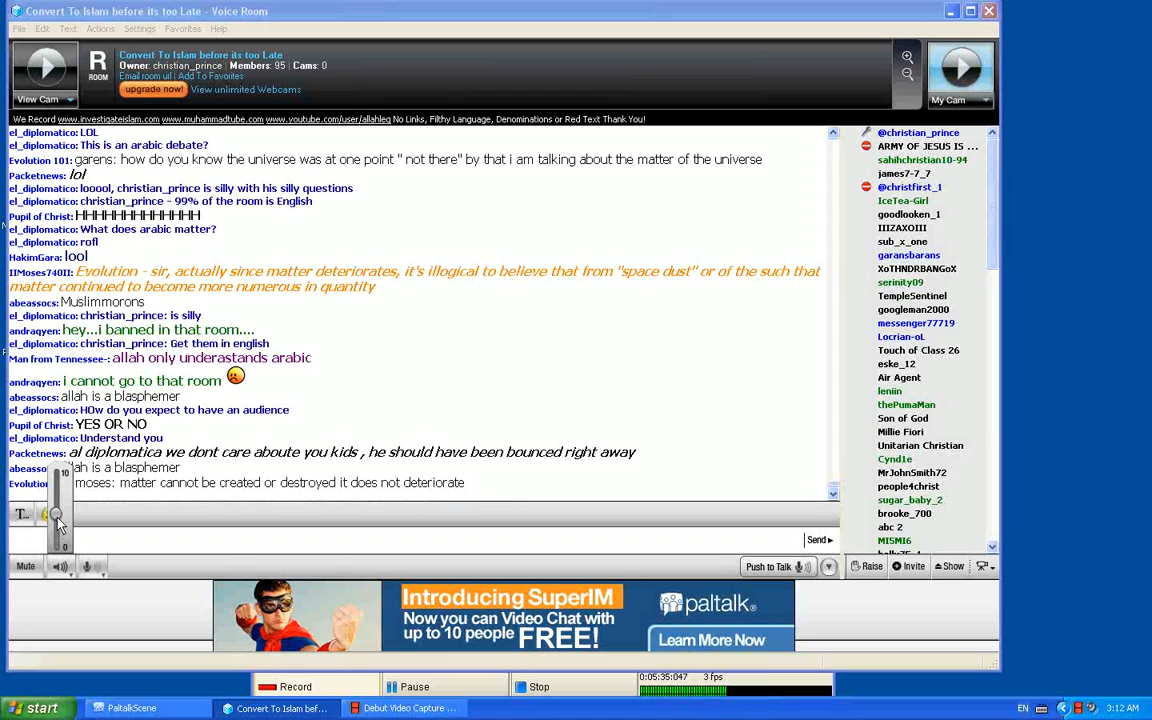 Convert To Islam before its too Late - Voice Room
File Edit Text Actions Settings Favorites Help
View Cam
R
ROOM
Convert To Islam before its too Late
Owner: christian_prince | Members: 95 | Cams: 0
Email room url | Add To Favorites
upgrade now! View unlimited Webcams
My Cam
We Record www.investigateislam.com www.muhammadtube.com www.youtube.com/user/allahleg No Links, Filthy Language, Denominations or Red Text Thank You!
el_diplomatico: LOL
el_diplomatico: This is an arabic debate?
Evolution 101: garens: how do you know the universe was at one point " not there" by that i am talking about the matter of the universe
Packetnews: lol
el_diplomatico: looool, christian_prince is silly with his silly questions
el_diplomatico: christian_prince - 99% of the room is English
Pupil of Christ: HHHHHHHHHHHHH
el_diplomatico: What does arabic matter?
el_diplomatico: rofl
HakimGara: lool
IIMoses740II: Evolution - sir, actually since matter deteriorates, it's illogical to believe that from "space dust" or of the such that
matter continued to become more numerous in quantity
abeassocs: Muslimmorons
el_diplomatico: christian_prince: is silly
andraqyen: hey...i banned in that room....
el_diplomatico: christian_prince: Get them in english
Man from Tennessee-: allah only underastands arabic
andraqyen: i cannot go to that room
abeassocs: allah is a blasphemer
el_diplomatico: HOw do you expect to have an audience
Pupil of Christ: YES OR NO
el_diplomatico: Understand you
Packetnews: al diplomatica we dont care aboute you kids , he should have been bounced right away
abeasso lah is a blasphemer
Evolution moses: matter cannot be created or destroyed it does not deteriorate
10
0
T...
Send
Mute
Push to Talk
@christian_prince
ARMY OF JESUS IS ...
sahihchristian10-94
james7-7_7
@christfirst_1
IceTea-Girl
goodlooken_1
IIIZAXOIII
sub_x_one
garansbarans
XoTHNDRBANGoX
serinity09
TempleSentinel
googleman2000
messenger77719
Locrian-oL
Touch of Class 26
eske_12
Air Agent
leniin
thePumaMan
Son of God
Millie Fiori
Unitarian Christian
Cynd1e
MrJohnSmith72
people4christ
sugar_baby_2
brooke_700
abc 2
MISMI6
Raise Invite Show
Introducing SuperIM
Now you can Video Chat with
up to 10 people FREE!
paltalk
Learn More Now
Record Pause Stop 0:05:35:047 3 fps
start PaltalkScene Convert To Islam bef... Debut Video Capture ... EN 3:12 AM